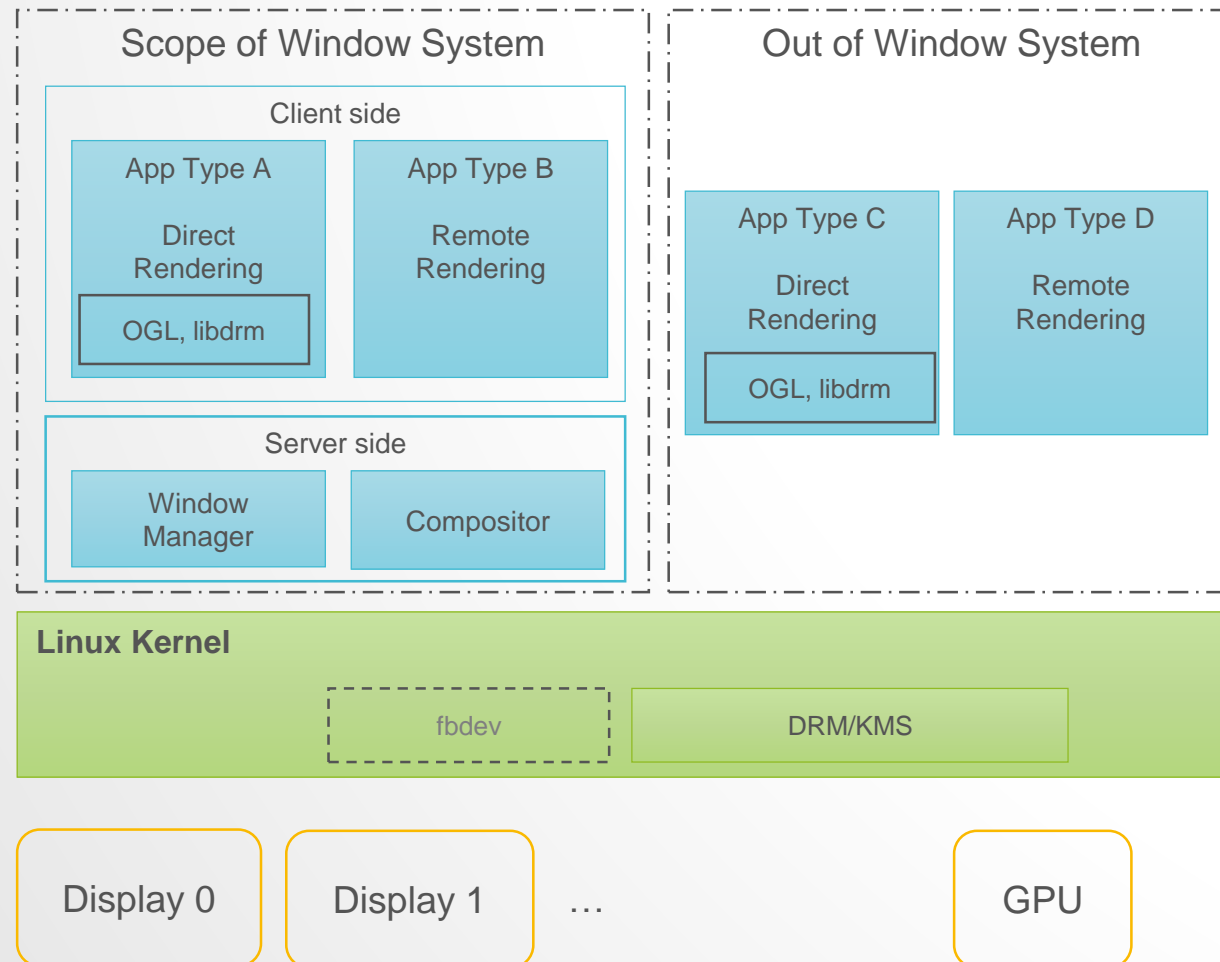 Scope of Window System
Client side
App Type A
Direct
Rendering
OGL, libdrm
App Type B
Remote
Rendering
Server side
Window
Manager
Compositor
Out of Window System
App Type C
Direct
Rendering
OGL, libdrm
App Type D
Remote
Rendering
Linux Kernel
fbdev
DRM/KMS
Display 0
Display 1
…
GPU